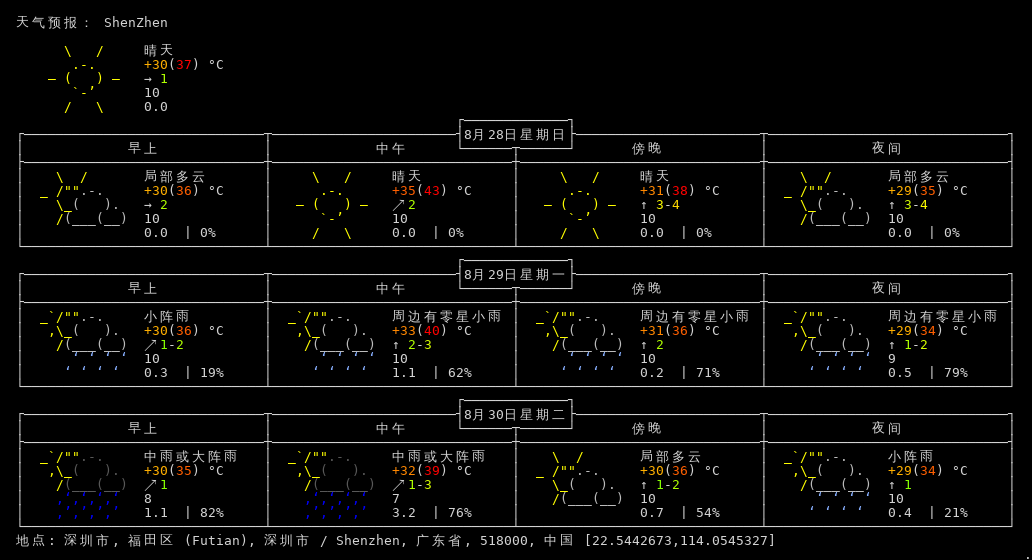 天气预报： ShenZhen
晴天
+30(37) °C
→ 1
10
0.0
8月28日星期日
早上 中午 傍晚 夜间
局部多云 晴天 晴天 局部多云
+30(36) °C +35(43) °C +31(38) °C +29(35) °C
→ 2 ↗2 ↑ 3-4 ↑ 3-4
10 10 10 10
0.0 | 0% 0.0 | 0% 0.0 | 0% 0.0 | 0%
8月29日星期一
早上 中午 傍晚 夜间
小阵雨 周边有零星小雨 周边有零星小雨 周边有零星小雨
+30(36) °C +33(40) °C +31(36) °C +29(34) °C
↗1-2 ↑ 2-3 ↑ 2 ↑ 1-2
10 10 10 9
0.3 | 19% 1.1 | 62% 0.2 | 71% 0.5 | 79%
8月30日星期二
早上 中午 傍晚 夜间
中雨或大阵雨 中雨或大阵雨 局部多云 小阵雨
+30(35) °C +32(39) °C +30(36) °C +29(34) °C
↗1 ↗1-3 ↑ 1-2 ↑ 1
8 7 10 10
1.1 | 82% 3.2 | 76% 0.7 | 54% 0.4 | 21%
地点: 深圳市, 福田区 (Futian), 深圳市 / Shenzhen, 广东省, 518000, 中国 [22.5442673,114.0545327]